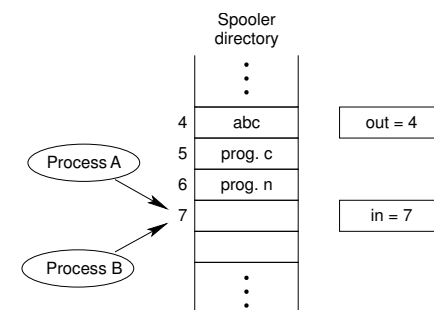 Spooler
directory
4
abc
out = 4
5
prog. c
Process A
6
prog. n
7
in = 7
Process B